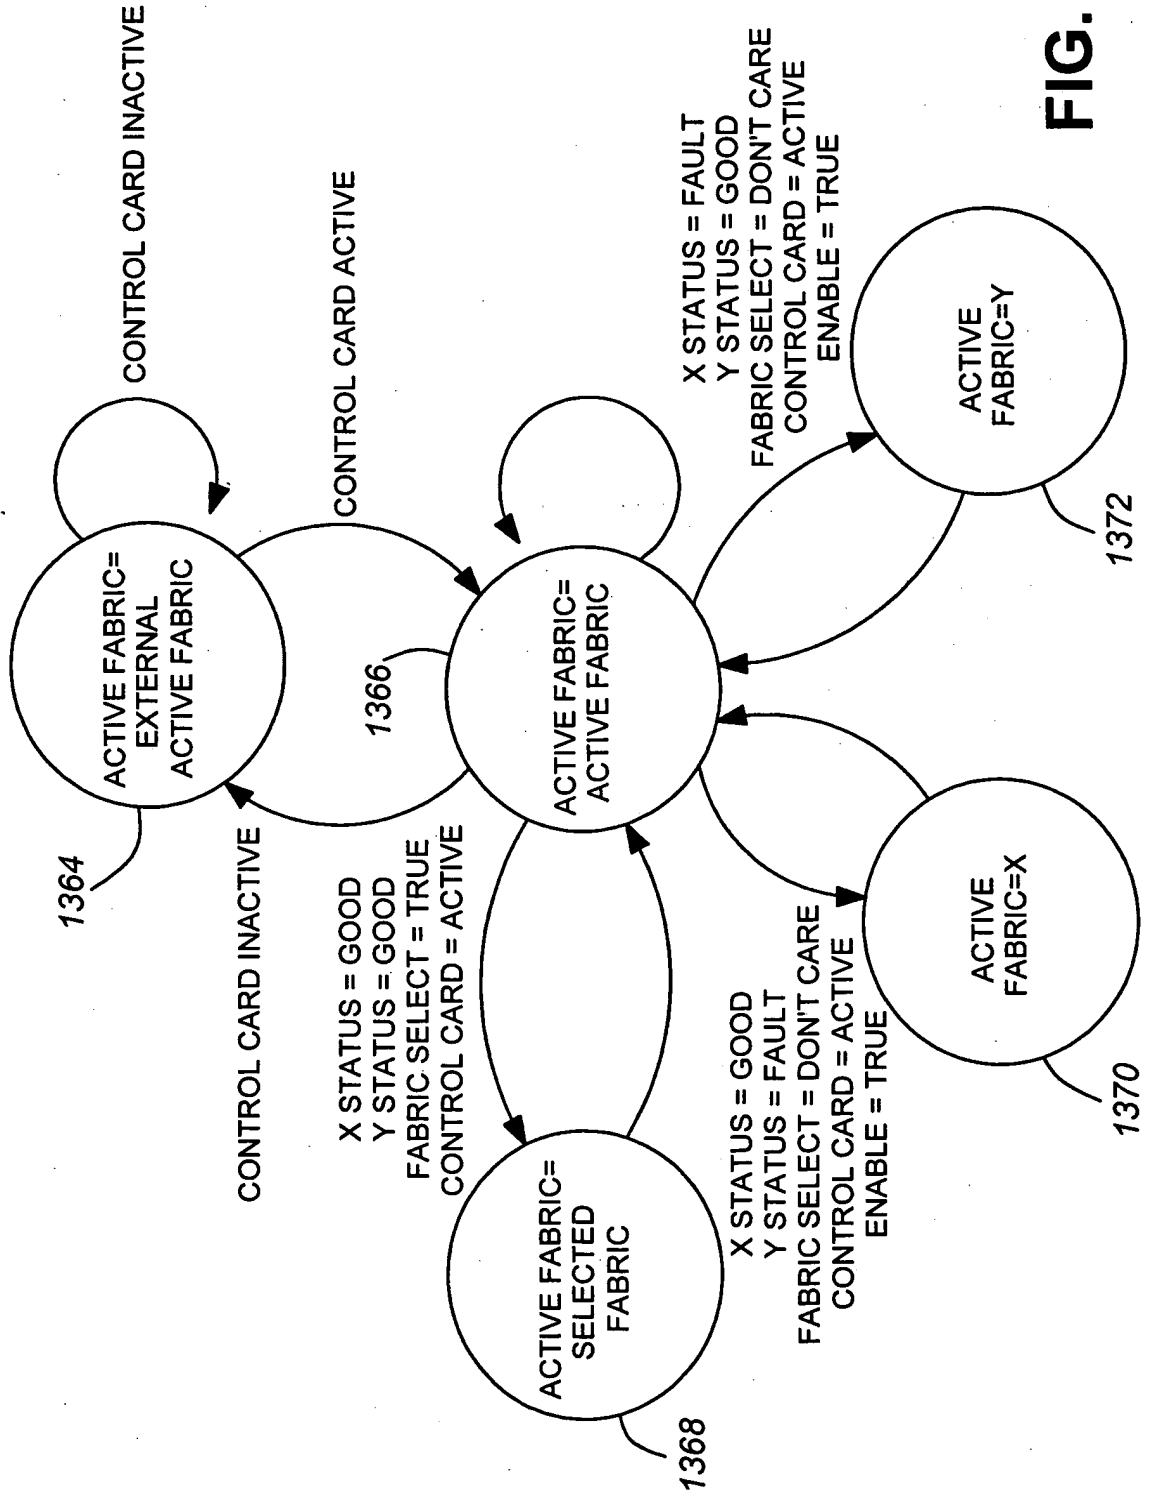 CONTROL CARD INACTIVE
ACTIVE FABRIC=
EXTERNAL
ACTIVE FABRIC
1364
CONTROL CARD INACTIVE
CONTROL CARD ACTIVE
1366
X STATUS = GOOD
Y STATUS = GOOD
FABRIC SELECT = TRUE
CONTROL CARD = ACTIVE
ACTIVE FABRIC=
SELECTED
FABRIC
1368
ACTIVE FABRIC=
ACTIVE FABRIC
X STATUS = GOOD
Y STATUS = FAULT
FABRIC SELECT = DON'T CARE
CONTROL CARD = ACTIVE
ENABLE = TRUE
X STATUS = FAULT
Y STATUS = GOOD
FABRIC SELECT = DON'T CARE
CONTROL CARD = ACTIVE
ENABLE = TRUE
ACTIVE
FABRIC=X
1370
ACTIVE
FABRIC=Y
1372
FIG.